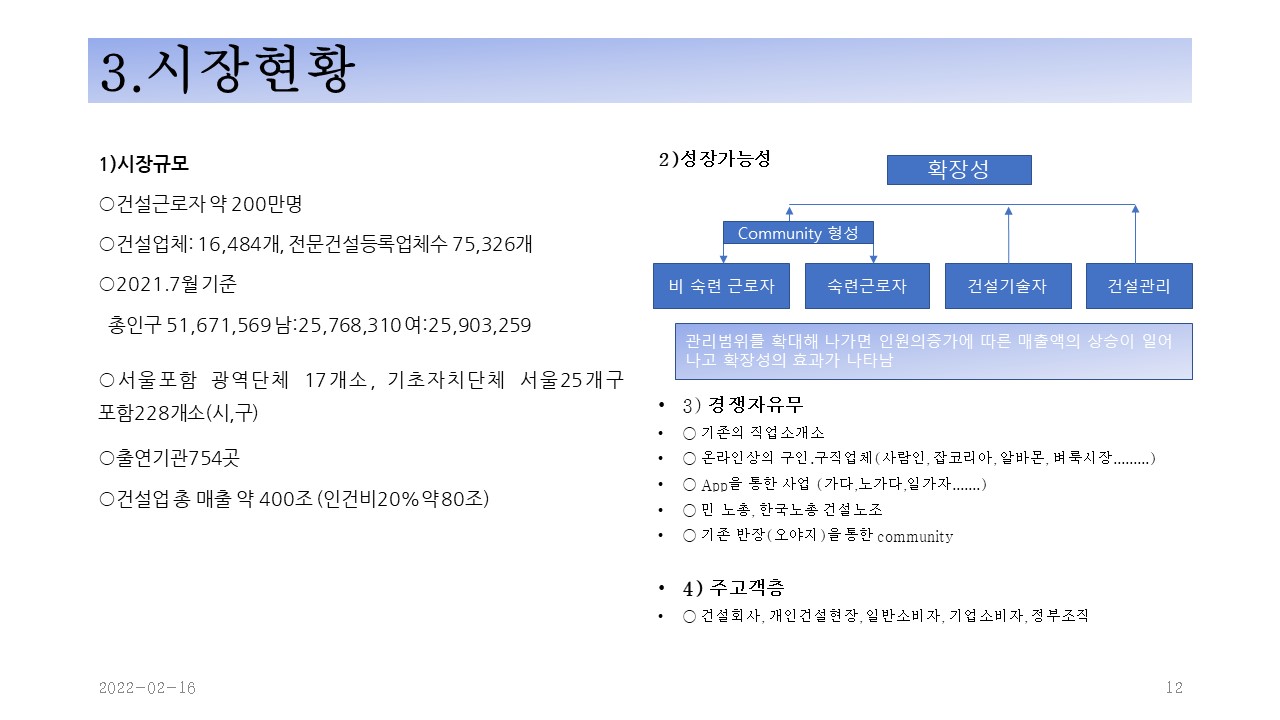 3.시장현황
1)시장규모
○건설근로자 약 200만명
○건설업체: 16,484개, 전문건설등록업체수 75,326개
○2021.7월 기준
총인구 51,671,569 남:25,768,310 여:25,903,259
○서울포함 광역단체 17개소, 기초자치단체 서울25개구
포함228개소(시,구)
○출연기관754곳
○건설업 총 매출 약 400조 (인건비20%약 80조)
2)성장가능성
확장성
Community 형성
비 숙련 근로자
숙련근로자
건설기술자
건설관리
관리범위를 확대해 나가면 인원의증가에 따른 매출액의 상승이 일어
나고 확장성의 효과가 나타남
• 3) 경쟁자유무
• ○ 기존의 직업소개소
• ○ 온라인상의 구인.구직업체(사람인, 잡코리아, 알바몬, 벼룩시장.........)
• ○ App을 통한 사업 (가다,노가다,일가자.......)
• ○ 민 노총, 한국노총 건설노조
• ○ 기존 반장(오야지)을 통한 community
• 4) 주고객층
• ○ 건설회사, 개인건설현장, 일반소비자, 기업소비자, 정부조직
2022-02-16
12